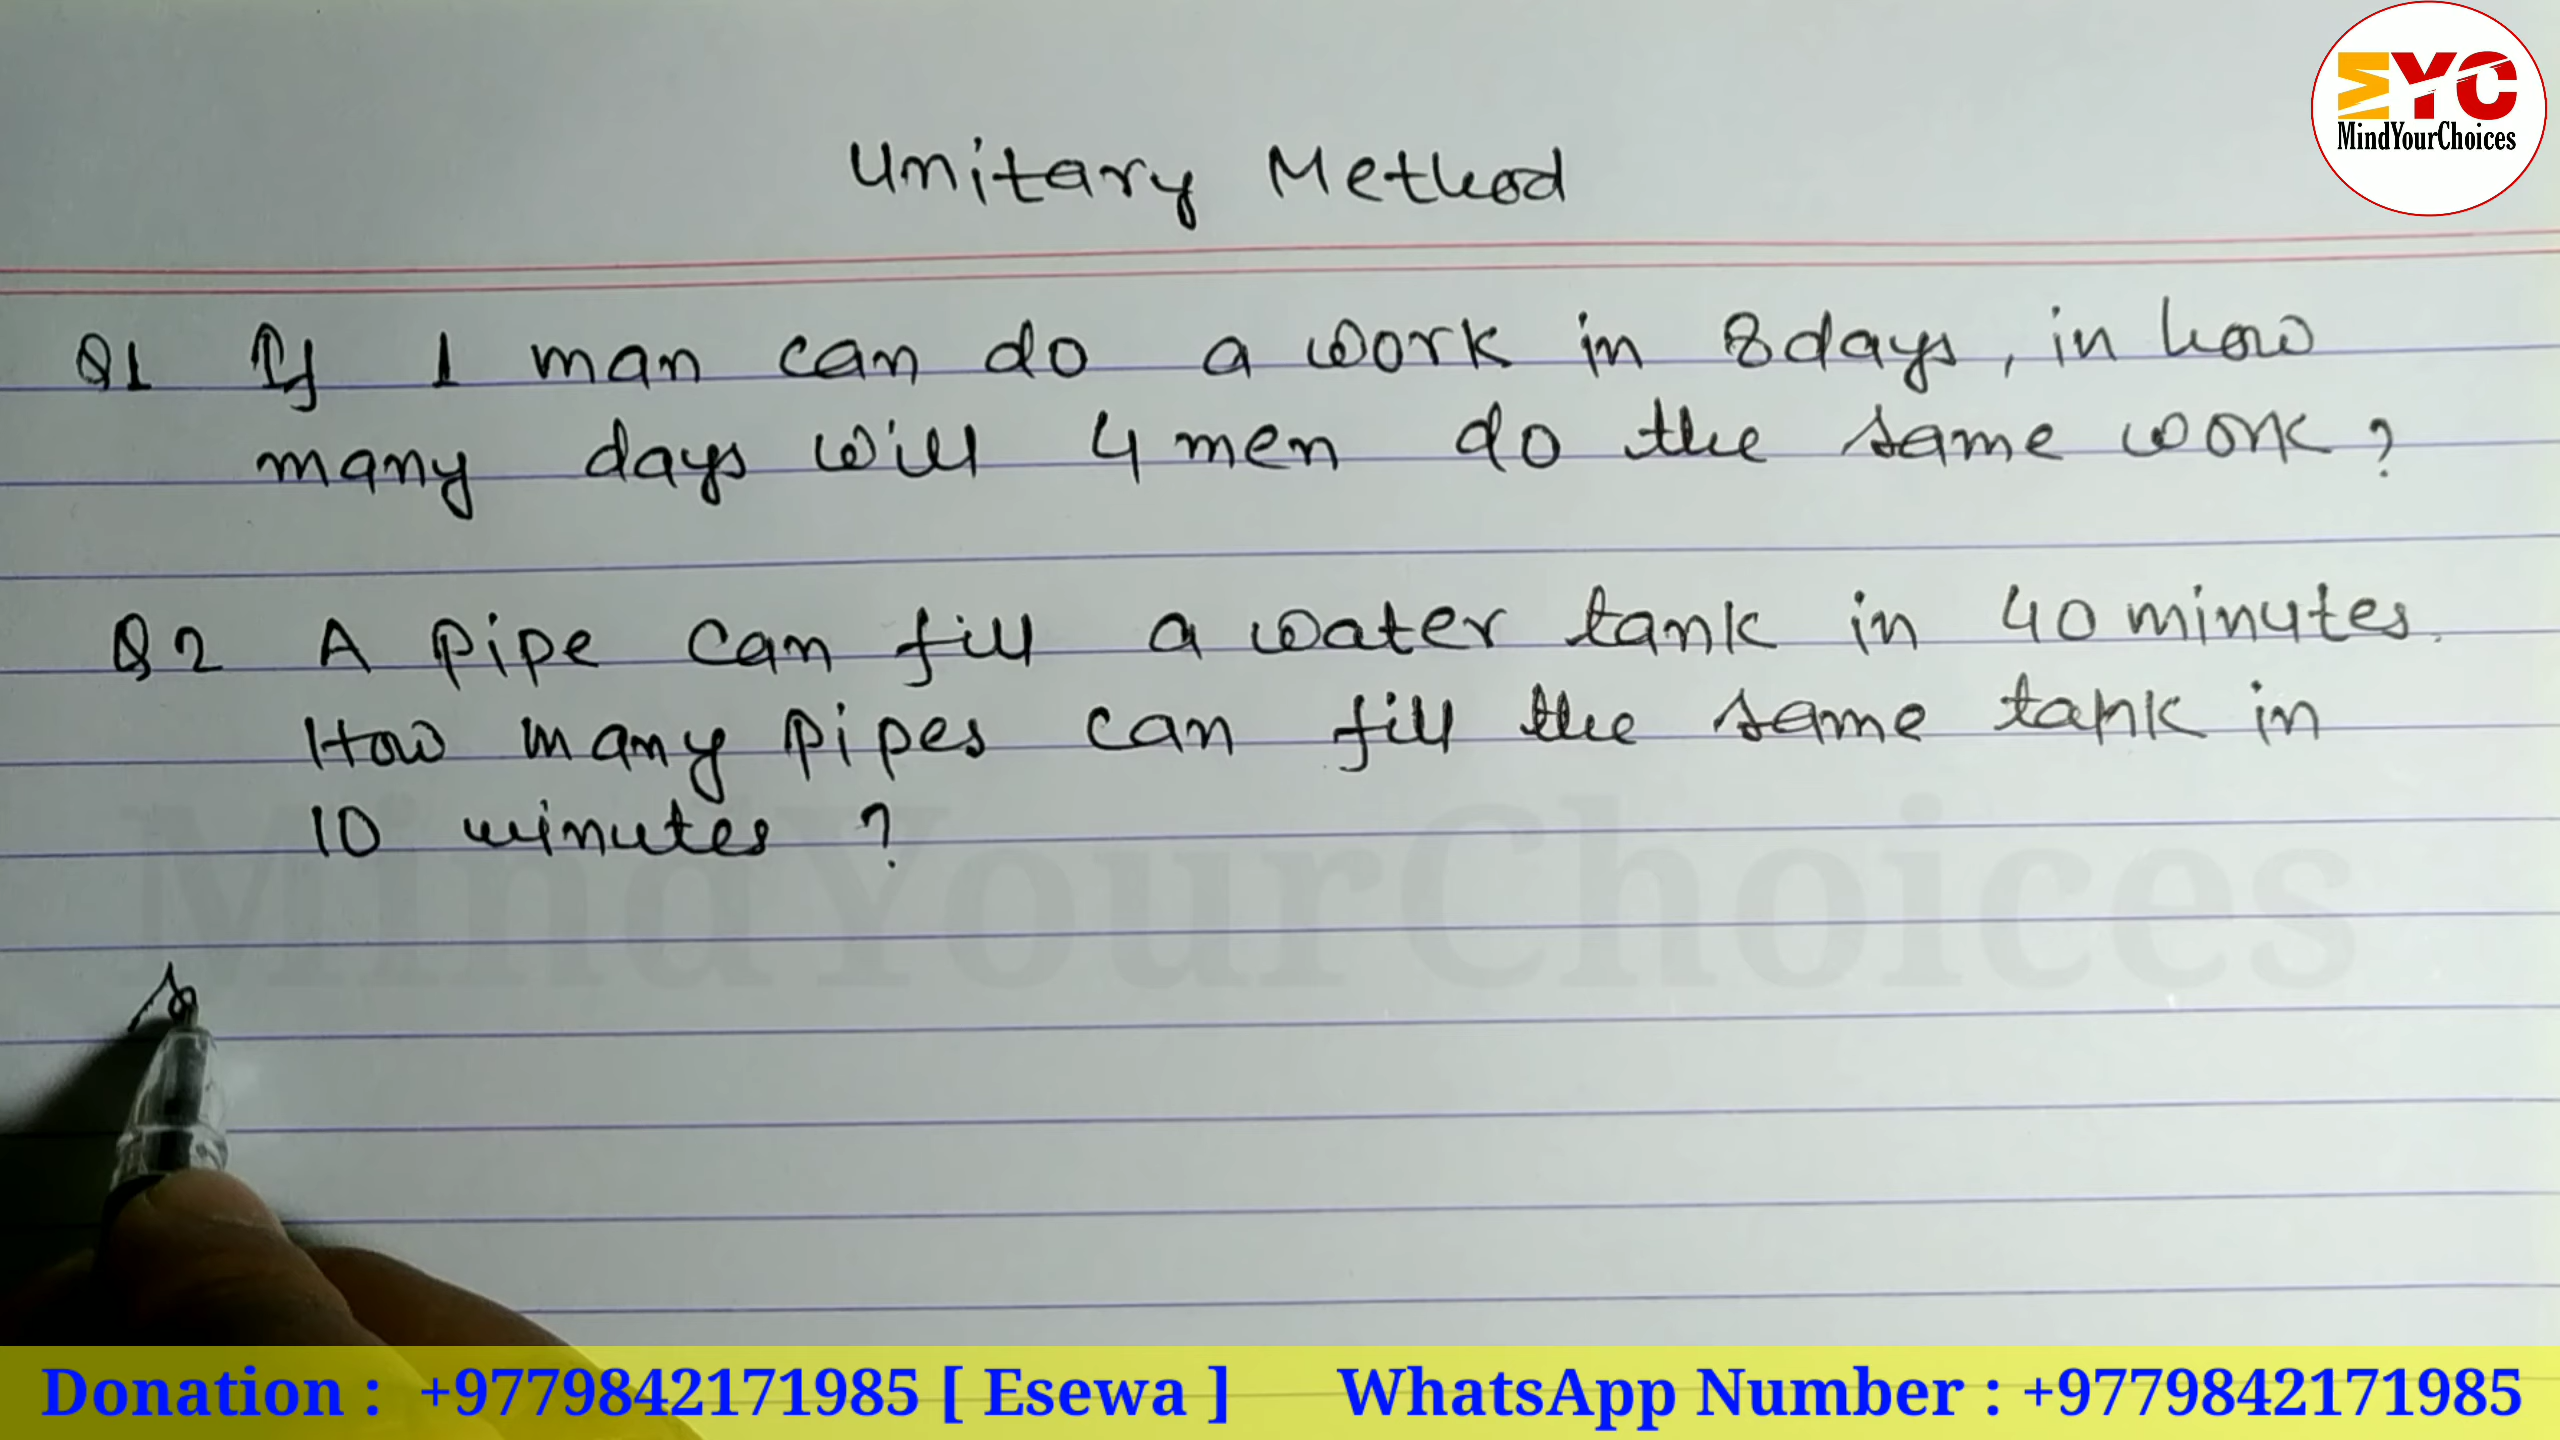 MYC
MindYourChoices
Unitary Method
Q1 If 1 man can do a work in 8days, in how
many days will 4 men do the same work?
Q2 A pipe can fill a water tank in 40 minutes.
How many pipes can fill the same tank in
10 minutes ?
MindYourChoices
Donation : +9779842171985 [ Esewa ] WhatsApp Number : +9779842171985